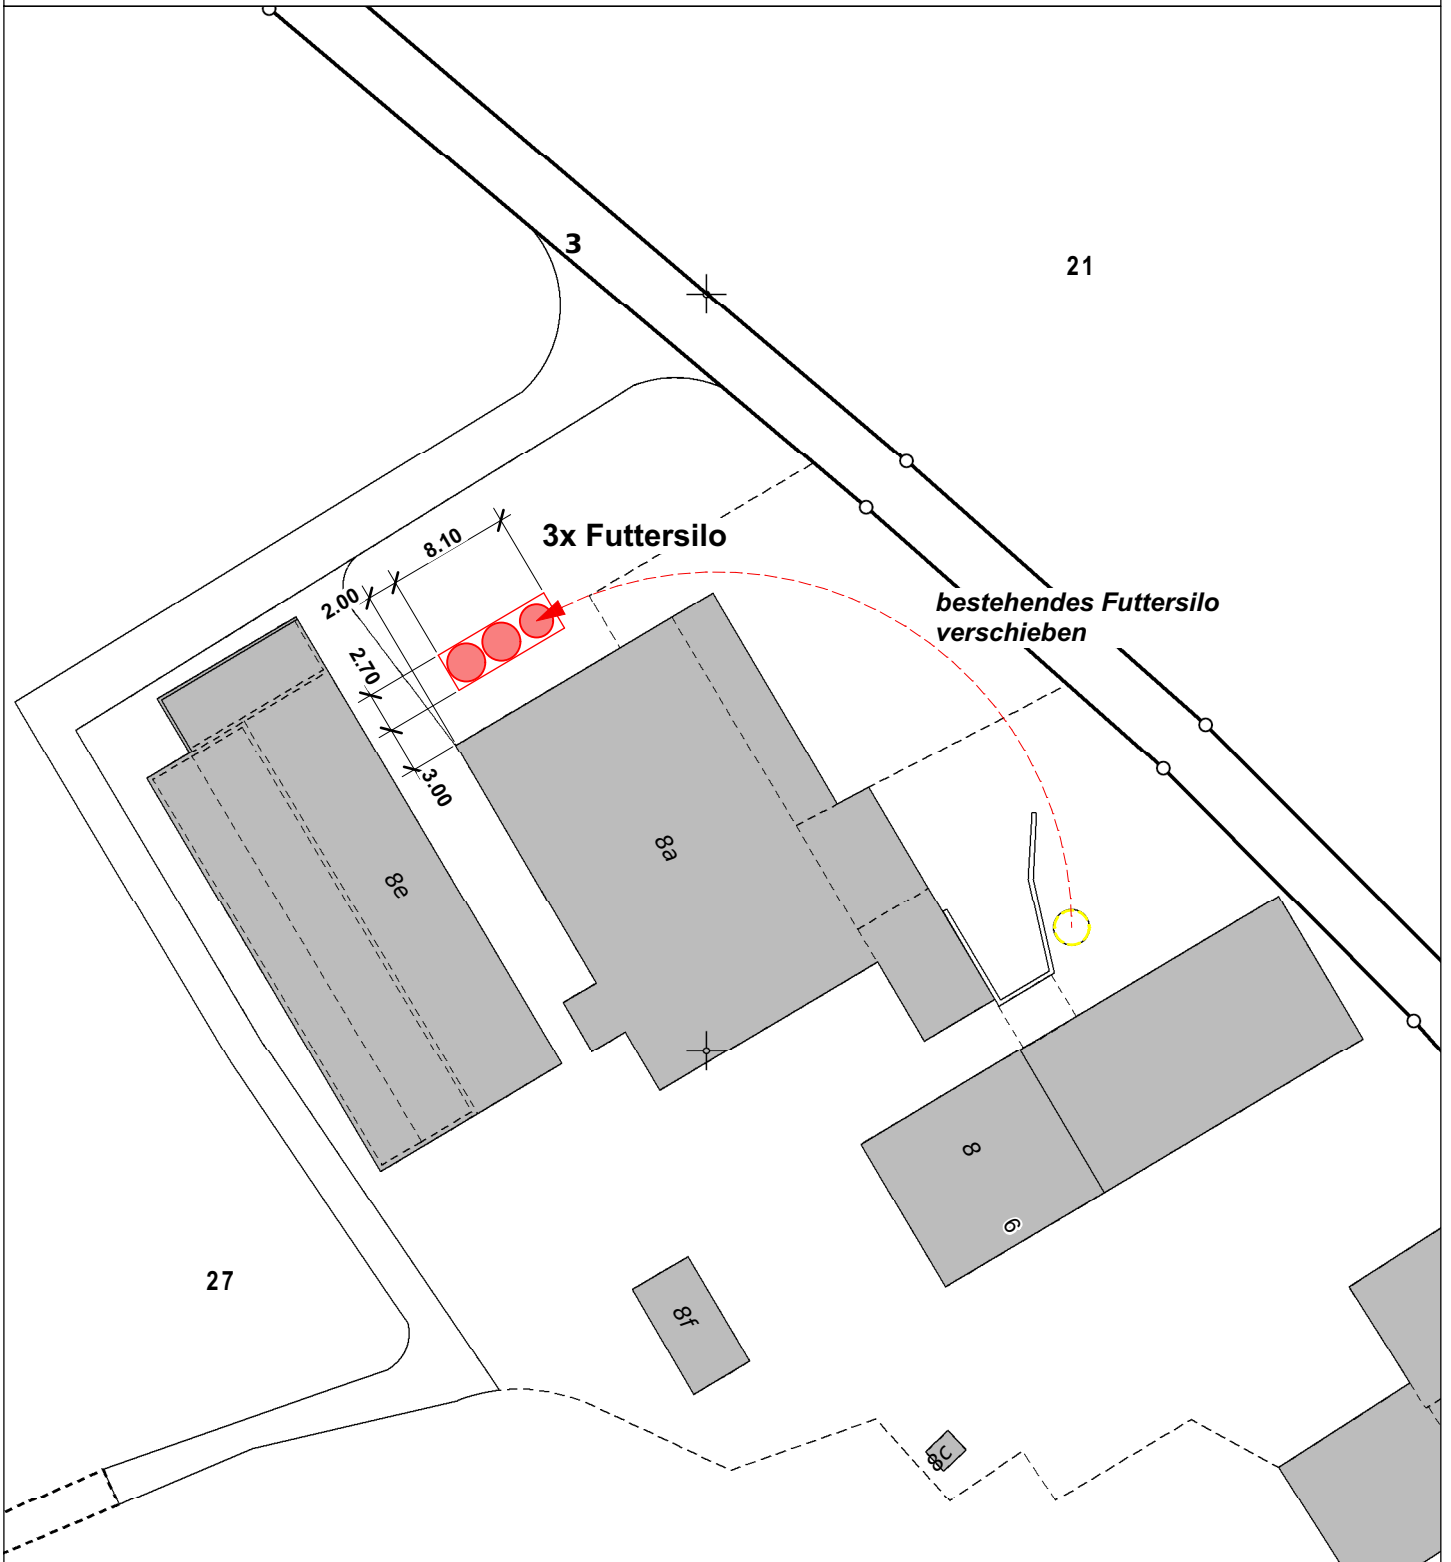 3
21
8.10
3x Futtersilo
2.00
bestehendes Futtersilo
verschieben
2.70
3.00
8a
8e
8
6
27
8f
8c